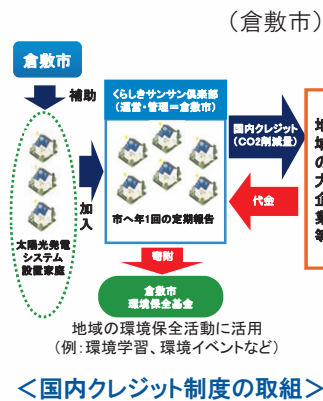 （倉敷市）
倉敷市
補助
くらしきサンサン倶楽部
（運営・管理＝倉敷市）
国内クレジット
（CO2削減量）
地域の大企業等
代金
加入
市へ年1回の定期報告
太陽光発電
システム
設置家庭
寄附
倉敷市
環境保全基金
地域の環境保全活動に活用
（例：環境学習、環境イベントなど）
＜国内クレジット制度の取組＞